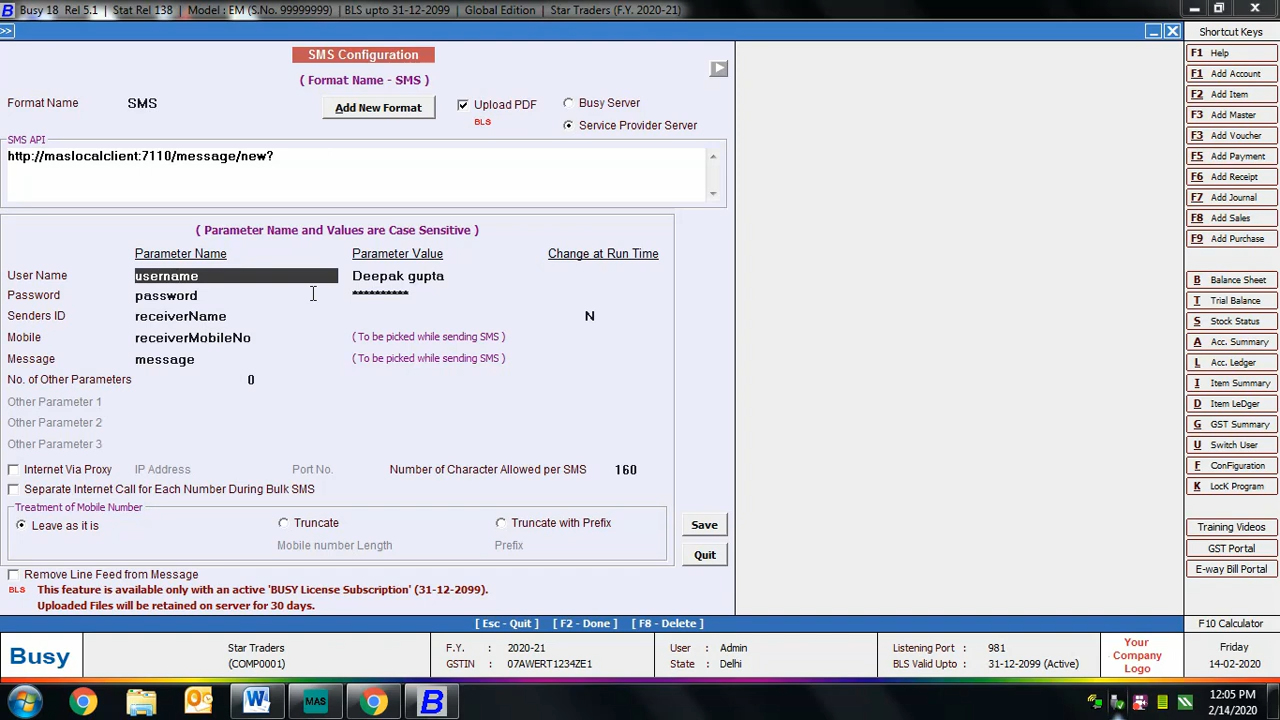 Busy 18 Rel 5.1 | Stat Rel 138 | Model : EM (S.No. 99999999) | BLS upto 31-12-2099 | Global Edition | Star Traders (F.Y. 2020-21)
>>
SMS Configuration
( Format Name - SMS )
Format Name SMS Add New Format Upload PDF Busy Server
BLS Service Provider Server
SMS API
http://maslocalclient:7110/message/new?
( Parameter Name and Values are Case Sensitive )
Parameter Name Parameter Value Change at Run Time
User Name username Deepak gupta
Password password **********
Senders ID receiverName N
Mobile receiverMobileNo ( To be picked while sending SMS )
Message message ( To be picked while sending SMS )
No. of Other Parameters 0
Other Parameter 1
Other Parameter 2
Other Parameter 3
Internet Via Proxy IP Address Port No. Number of Character Allowed per SMS 160
Separate Internet Call for Each Number During Bulk SMS
Treatment of Mobile Number
Leave as it is Truncate Truncate with Prefix
Mobile number Length Prefix
Save
Quit
Remove Line Feed from Message
BLS This feature is available only with an active 'BUSY License Subscription' (31-12-2099).
Uploaded Files will be retained on server for 30 days.
[ Esc - Quit ] [ F2 - Done ] [ F8 - Delete ]
Shortcut Keys
F1 Help
F1 Add Account
F2 Add Item
F3 Add Master
F3 Add Voucher
F5 Add Payment
F6 Add Receipt
F7 Add Journal
F8 Add Sales
F9 Add Purchase
B Balance Sheet
T Trial Balance
S Stock Status
A Acc. Summary
L Acc. Ledger
I Item Summary
D Item LeDger
G GST Summary
U Switch User
F ConFiguration
K LocK Program
Training Videos
GST Portal
E-way Bill Portal
F10 Calculator
Busy
Star Traders
(COMP0001)
F.Y. : 2020-21
GSTIN : 07AWERT1234ZE1
User : Admin
State : Delhi
Listening Port : 981
BLS Valid Upto : 31-12-2099 (Active)
Your
Company
Logo
Friday
14-02-2020
W
MAS
B
12:05 PM
2/14/2020